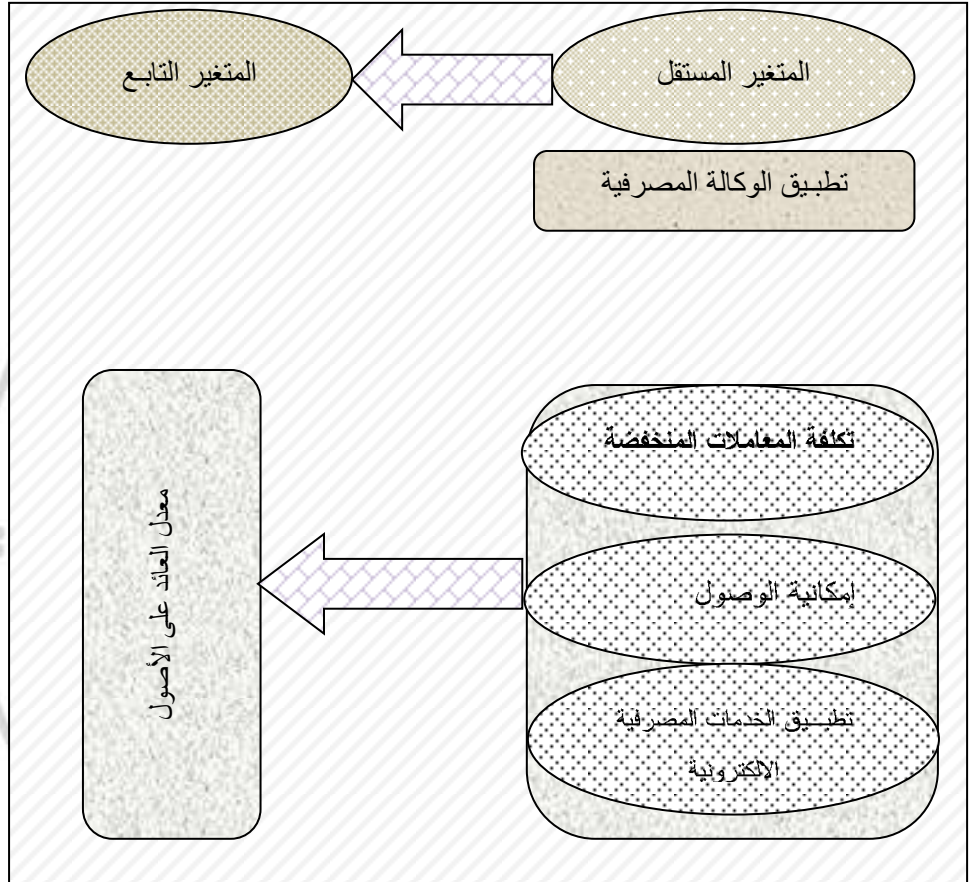 المتغير المستقل
المتغير التابع
تطبيق الوكالة المصرفية
تكلفة المعاملات المنخفضة
إمكانية الوصول
تطبيق الخدمات المصرفية
الالكترونية
معدل العائد على الأصول